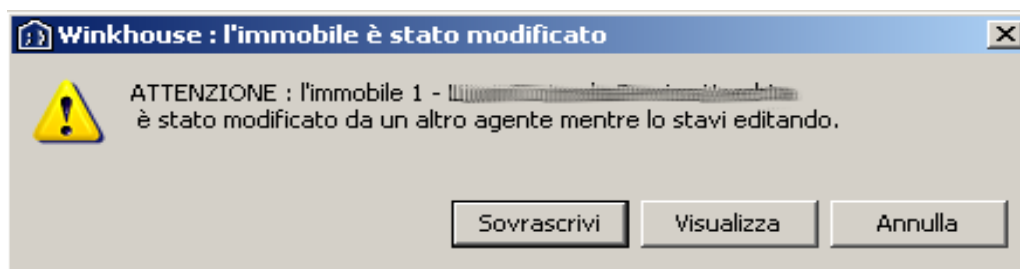 Winkhouse : l'immobile è stato modificato
ATTENZIONE : l'immobile 1 -
è stato modificato da un altro agente mentre lo stavi editando.
Sovrascrivi Visualizza Annulla